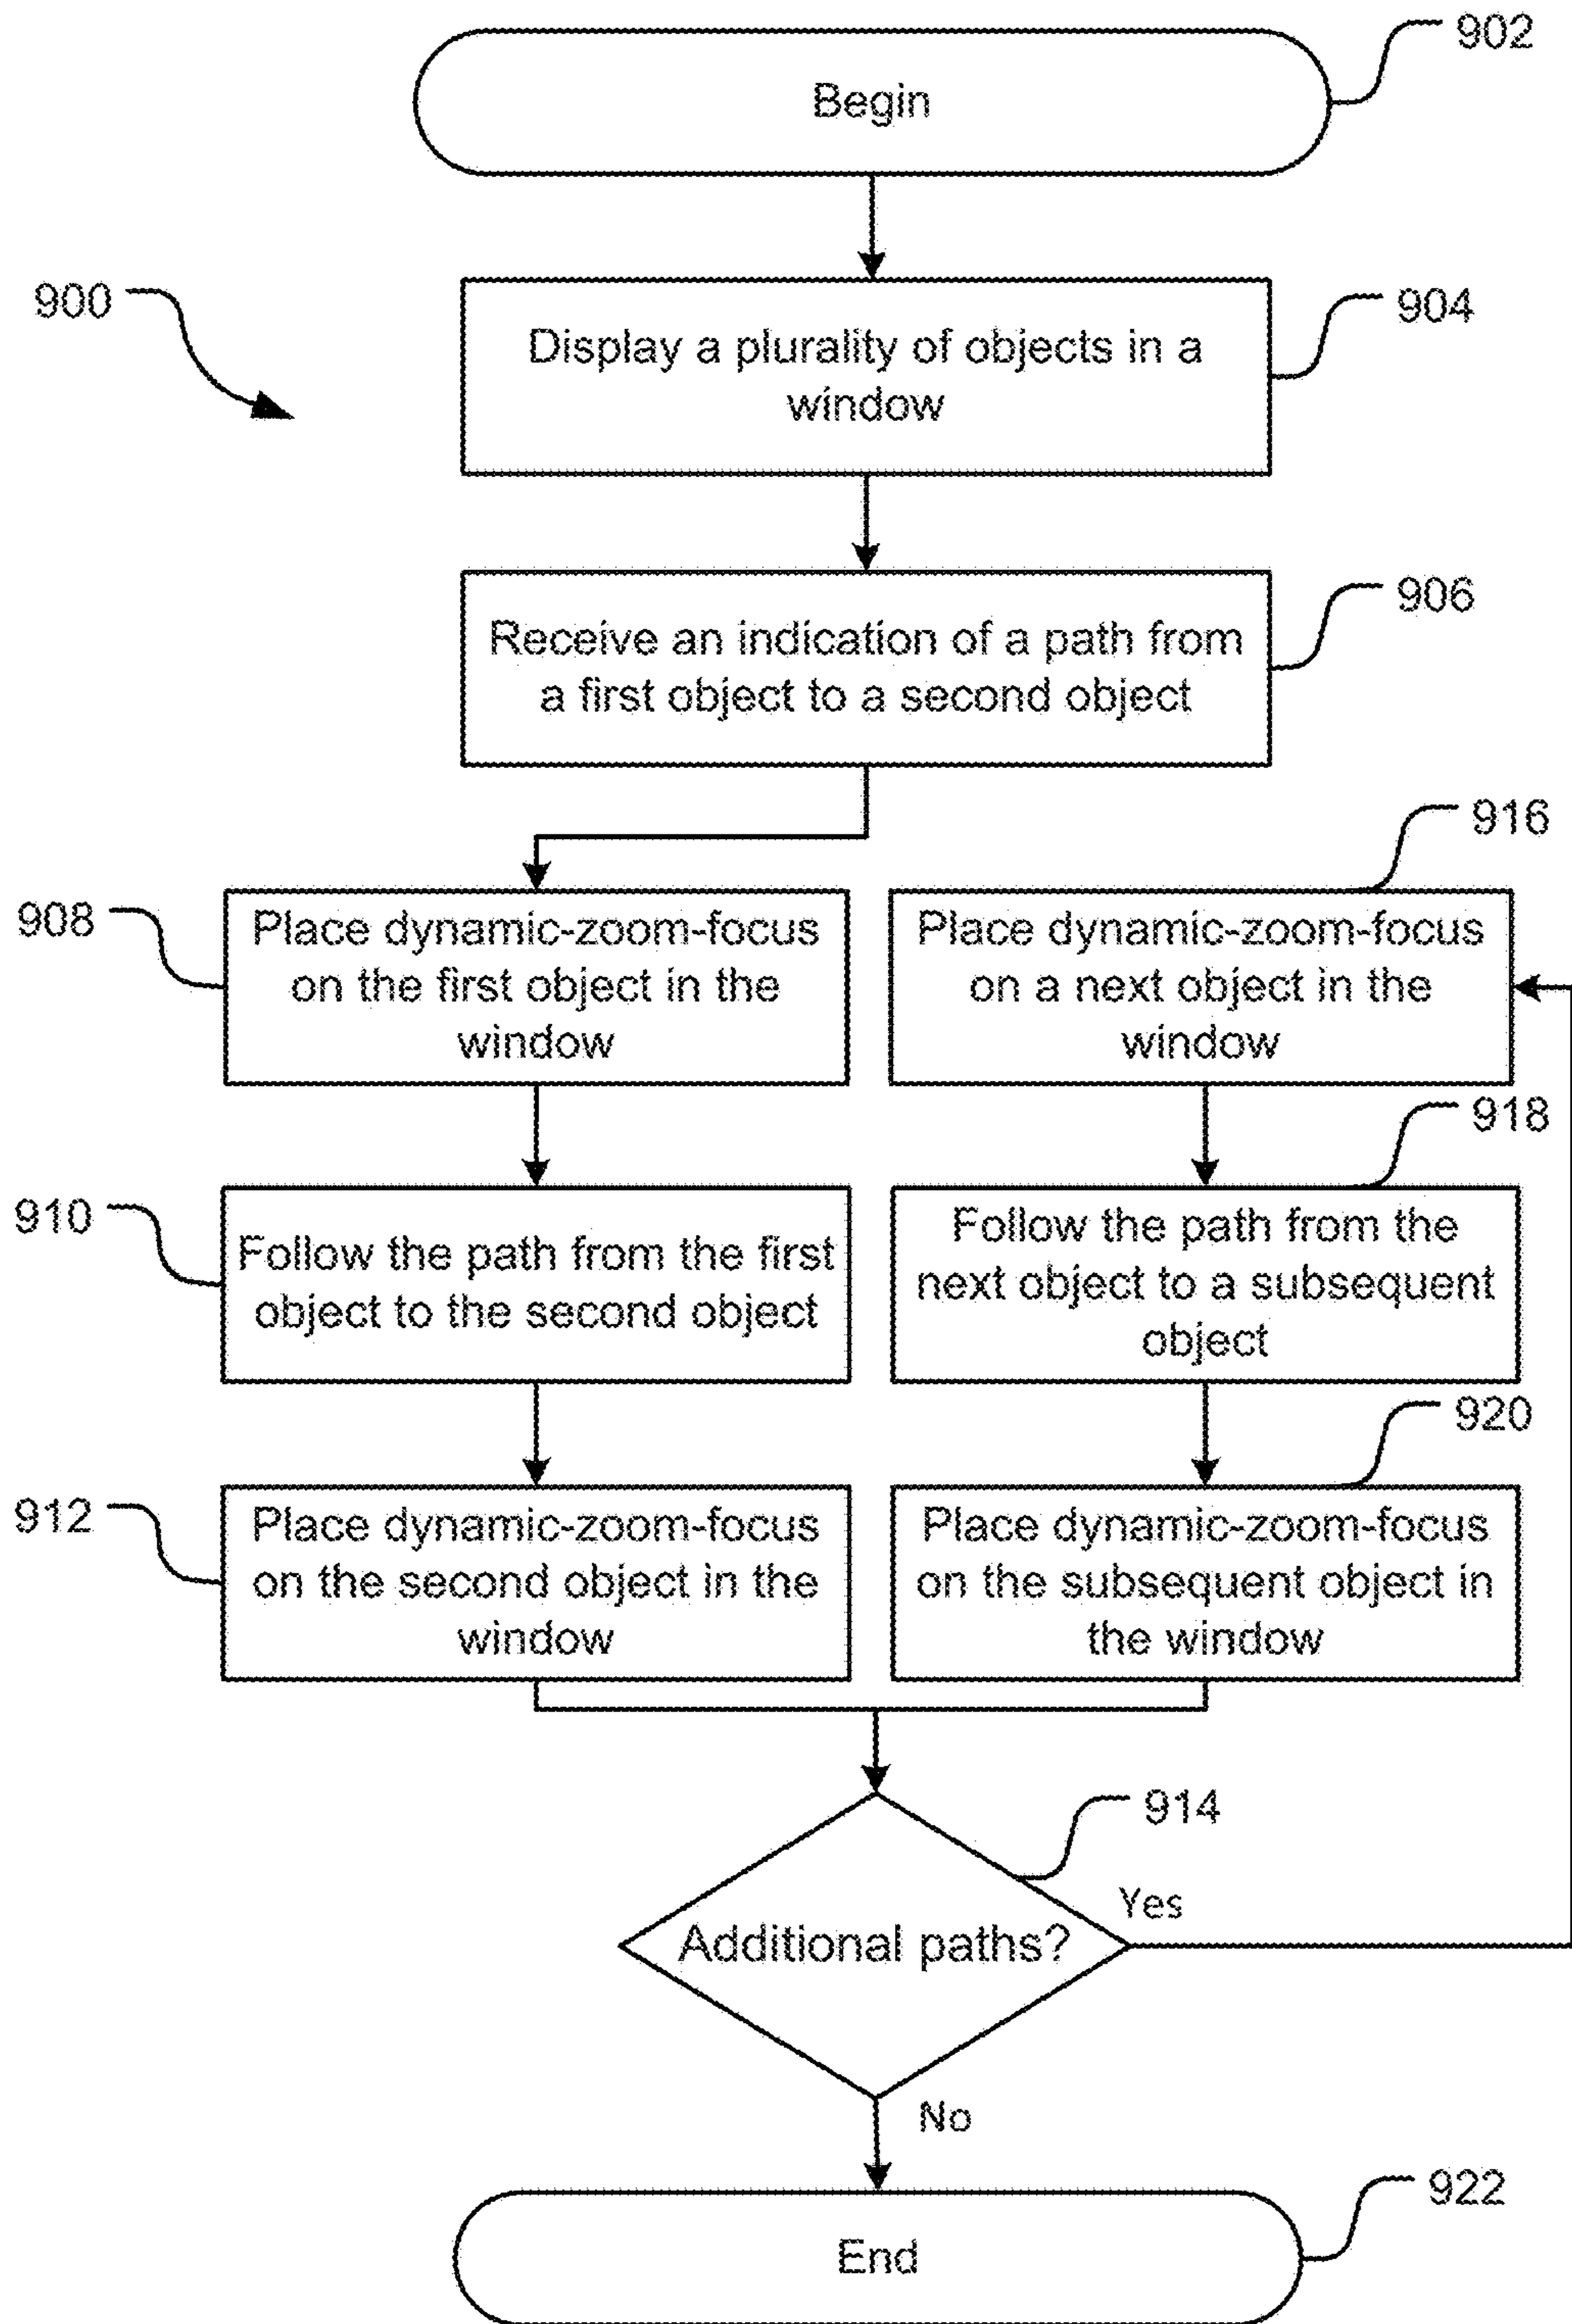 902
Begin
900
904
Display a plurality of objects in a
window
906
Receive an indication of a path from
a first object to a second object
908
Place dynamic-zoom-focus
on the first object in the
window
916
Place dynamic-zoom-focus
on a next object in the
window
910
Follow the path from the first
object to the second object
918
Follow the path from the
next object to a subsequent
object
912
Place dynamic-zoom-focus
on the second object in the
window
920
Place dynamic-zoom-focus
on the subsequent object in
the window
914
Additional paths?
Yes
No
922
End